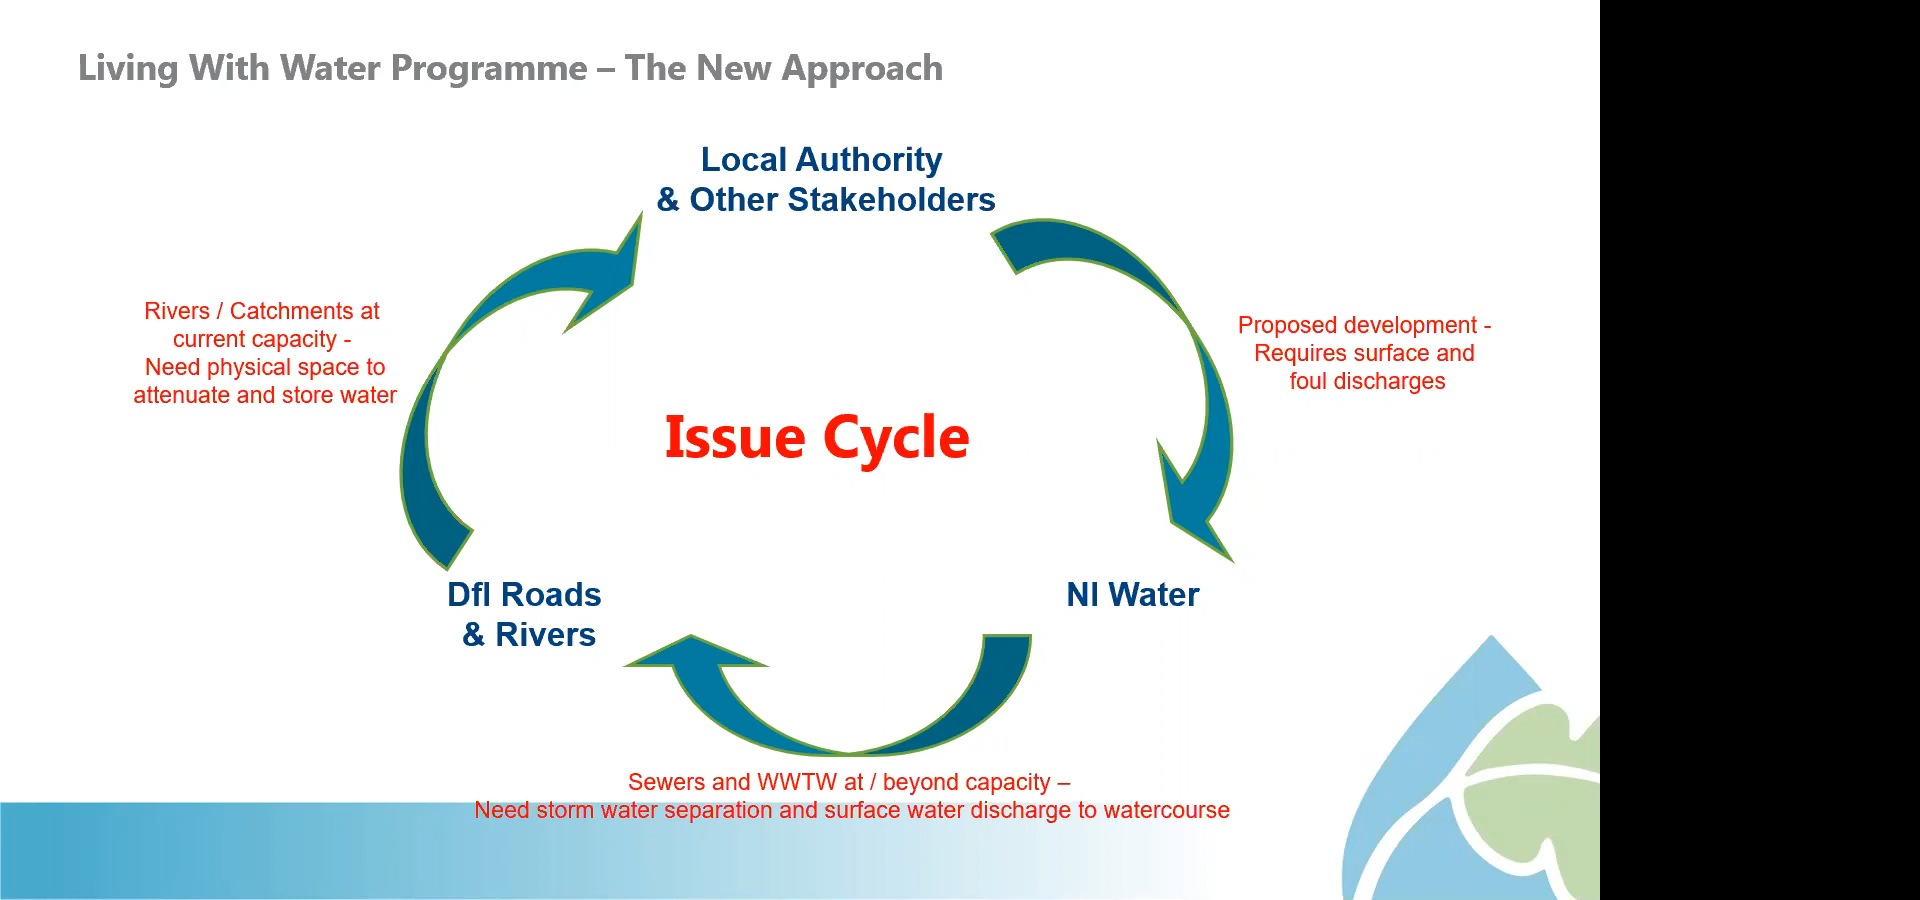 Living With Water Programme – The New Approach
Local Authority
& Other Stakeholders
Rivers / Catchments at
current capacity -
Need physical space to
attenuate and store water
Proposed development -
Requires surface and
foul discharges
Issue Cycle
DfI Roads
& Rivers
NI Water
Sewers and WWTW at / beyond capacity –
Need storm water separation and surface water discharge to watercourse